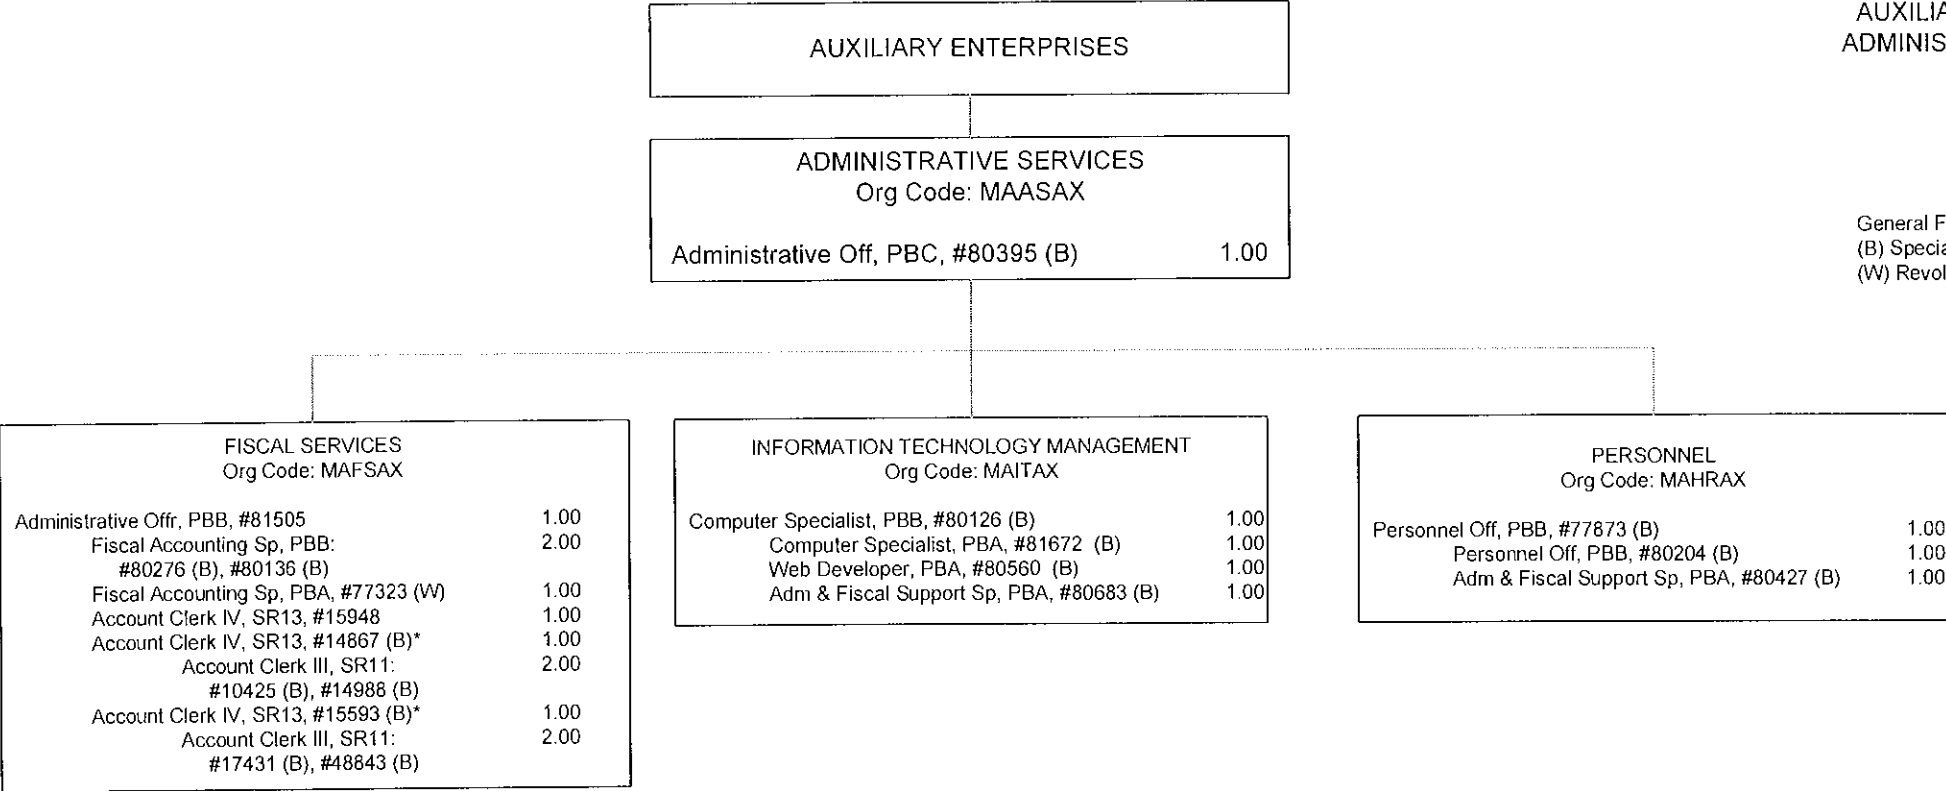 AUXILIARY ENTERPRISES
ADMINISTRATIVE SERVICES
Org Code: MAASAX
Administrative Off, PBC, #80395 (B) 1.00
General F
(B) Specia
(W) Revol
FISCAL SERVICES
Org Code: MAFSAX
Administrative Offr, PBB, #81505 1.00
Fiscal Accounting Sp, PBB: 2.00
#80276 (B), #80136 (B)
Fiscal Accounting Sp, PBA, #77323 (W) 1.00
Account Clerk IV, SR13, #15948 1.00
Account Clerk IV, SR13, #14867 (B)* 1.00
Account Clerk III, SR11: 2.00
#10425 (B), #14988 (B)
Account Clerk IV, SR13, #15593 (B)* 1.00
Account Clerk III, SR11: 2.00
#17431 (B), #48843 (B)
INFORMATION TECHNOLOGY MANAGEMENT
Org Code: MAITAX
Computer Specialist, PBB, #80126 (B) 1.00
Computer Specialist, PBA, #81672 (B) 1.00
Web Developer, PBA, #80560 (B) 1.00
Adm & Fiscal Support Sp, PBA, #80683 (B) 1.00
PERSONNEL
Org Code: MAHRAX
Personnel Off, PBB, #77873 (B) 1.00
Personnel Off, PBB, #80204 (B) 1.00
Adm & Fiscal Support Sp, PBA, #80427 (B) 1.00
AUXILIA
ADMINIS